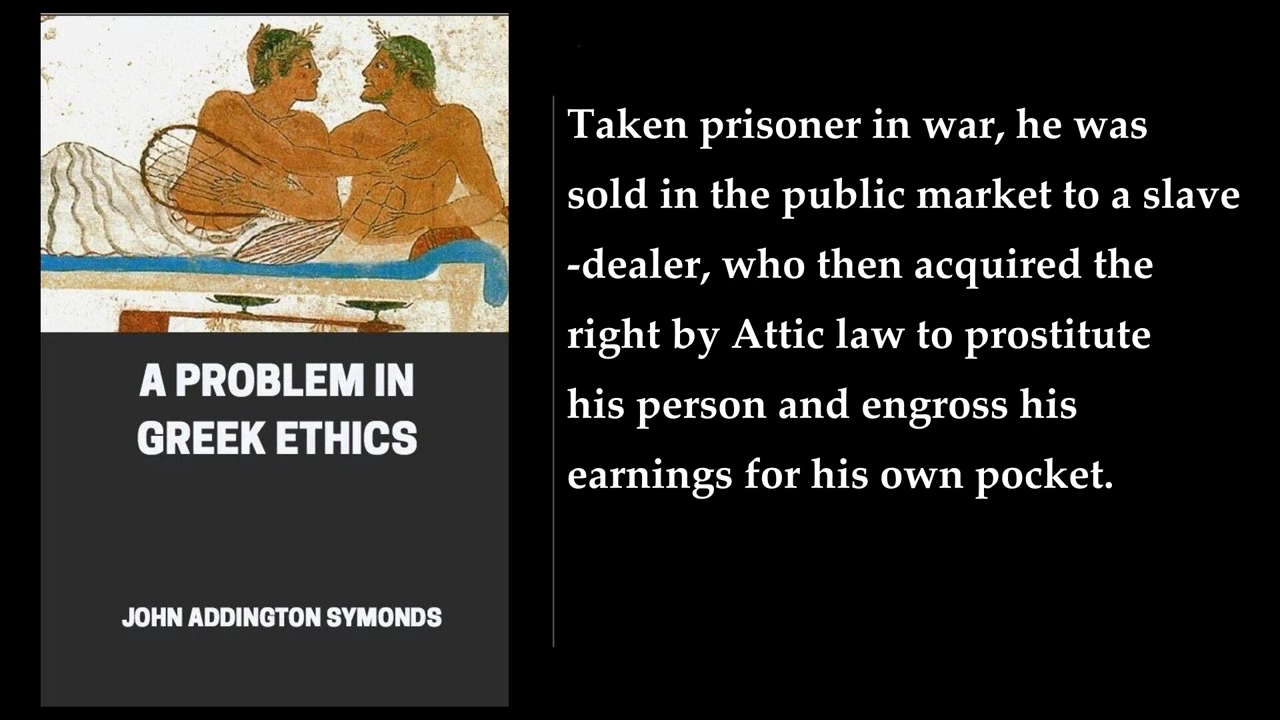 A PROBLEM IN
GREEK ETHICS
JOHN ADDINGTON SYMONDS
Taken prisoner in war, he was
sold in the public market to a slave
-dealer, who then acquired the
right by Attic law to prostitute
his person and engross his
earnings for his own pocket.